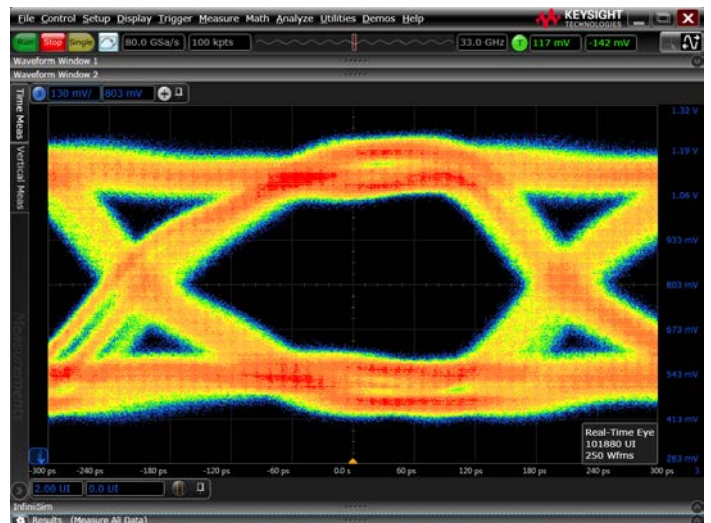 File Control Setup Display Trigger Measure Math Analyze Utilities Demos Help
KEYSIGHT
TECHNOLOGIES
Run Stop Single 80.0 GSa/s 100 kpts 33.0 GHz T 117 mV -142 mV
Waveform Window 1
Waveform Window 2
Time Meas
Vertical Meas
Measurements
3 130 mV/ 803 mV
1.32 V
1.19 V
1.06 V
933 mV
803 mV
673 mV
543 mV
413 mV
283 mV
Real-Time Eye
101880 UI
250 Wfms
-300 ps -240 ps -180 ps -120 ps -60 ps 0.0 s 60 ps 120 ps 180 ps 240 ps 300 ps 3
2.00 UI 0.0 UI
InfiniiSim
Results (Measure All Data)